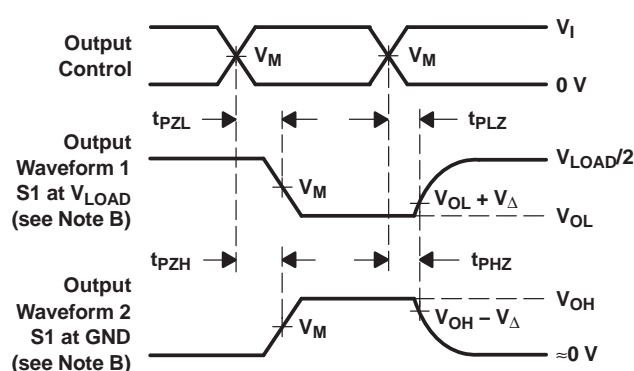 Output
Control
V_M
V_M
V_I
0 V
t_PZL
t_PLZ
Output
Waveform 1
S1 at V_LOAD
(see Note B)
V_M
V_OL + V_Δ
V_LOAD/2
V_OL
t_PZH
t_PHZ
Output
Waveform 2
S1 at GND
(see Note B)
V_M
V_OH – V_Δ
V_OH
≈0 V